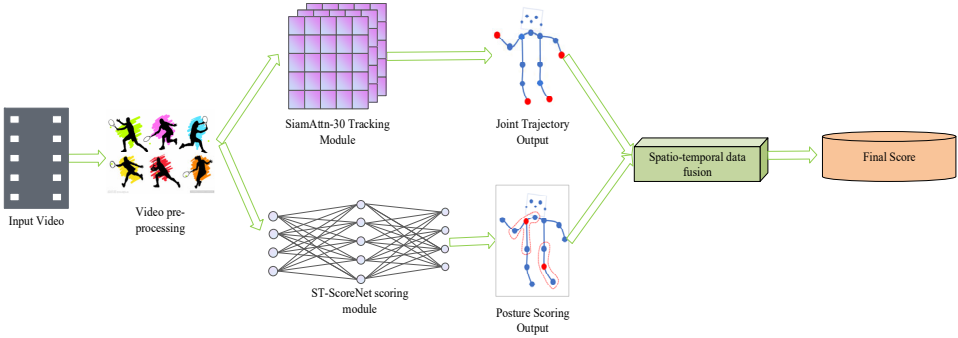 Input Video
Video pre-
processing
SiamAttn-30 Tracking
Module
Joint Trajectory
Output
ST-ScoreNet scoring
module
Posture Scoring
Output
Spatio-temporal data
fusion
Final Score